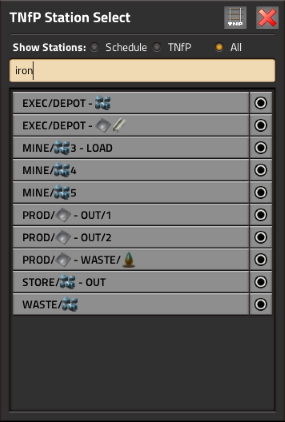 TNfP Station Select
TNfP
Show Stations: Schedule TNfP All
iron
EXEC/DEPOT -
EXEC/DEPOT -
MINE/3 - LOAD
MINE/4
MINE/5
PROD/ - OUT/1
PROD/ - OUT/2
PROD/ - WASTE/
STORE/ - OUT
WASTE/